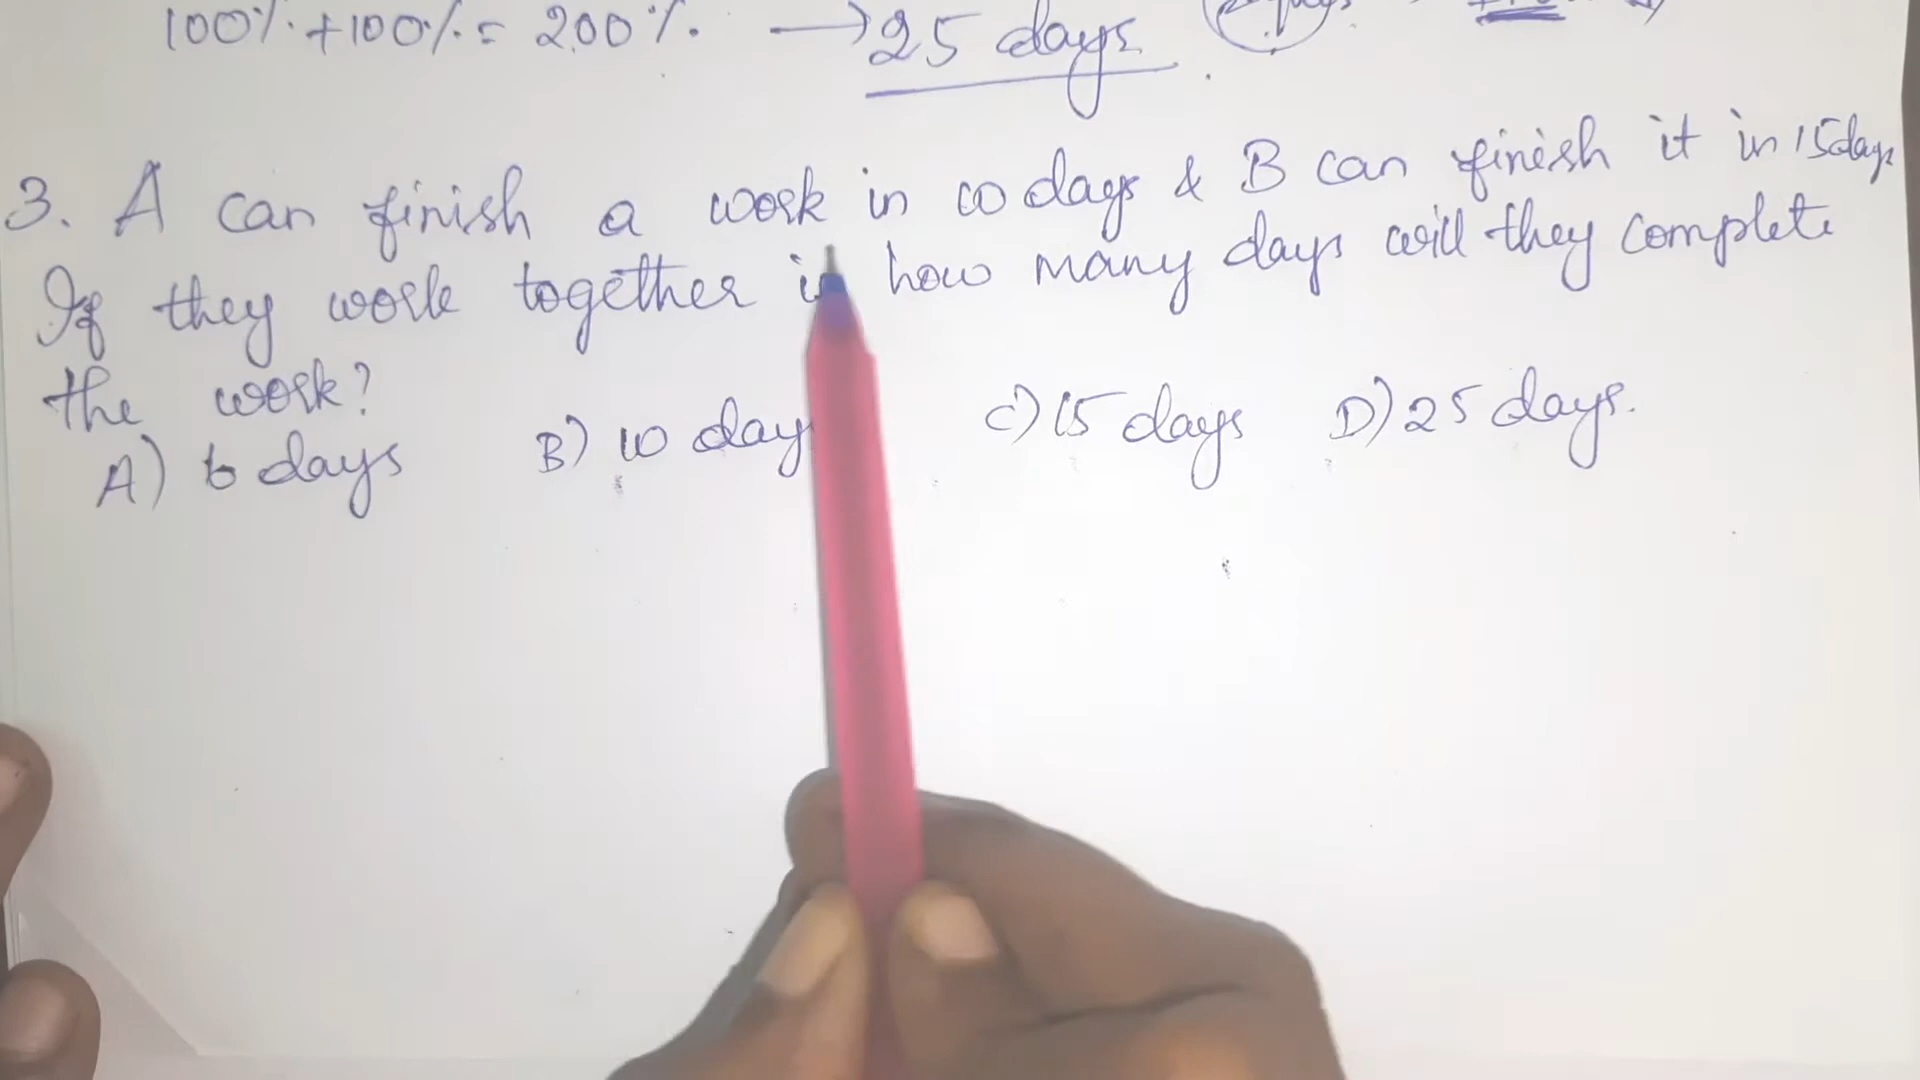 100% + 100% = 200% → 25 days
3. A can finish a work in 10 days & B can finish it in 15 days
If they work together in how many days will they complete
the work?
A) 6 days B) 10 days C) 15 days D) 25 days.